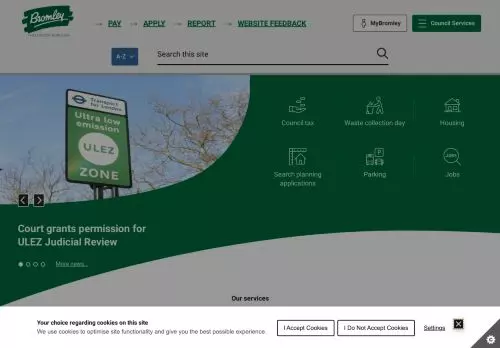 Bromley
PAY
APPLY
REPORT
WEBSITE FEEDBACK
MyBromley
Council Services
A-Z
Search this site
Transport
for London
Ultra low
emission
ULEZ
ZONE
Council tax
Waste collection day
Housing
Search planning
applications
Parking
Jobs
Court grants permission for
ULEZ Judicial Review
More news...
Our services
Your choice regarding cookies on this site
We use cookies to optimise site functionality and give you the best possible experience.
I Accept Cookies
I Do Not Accept Cookies
Settings